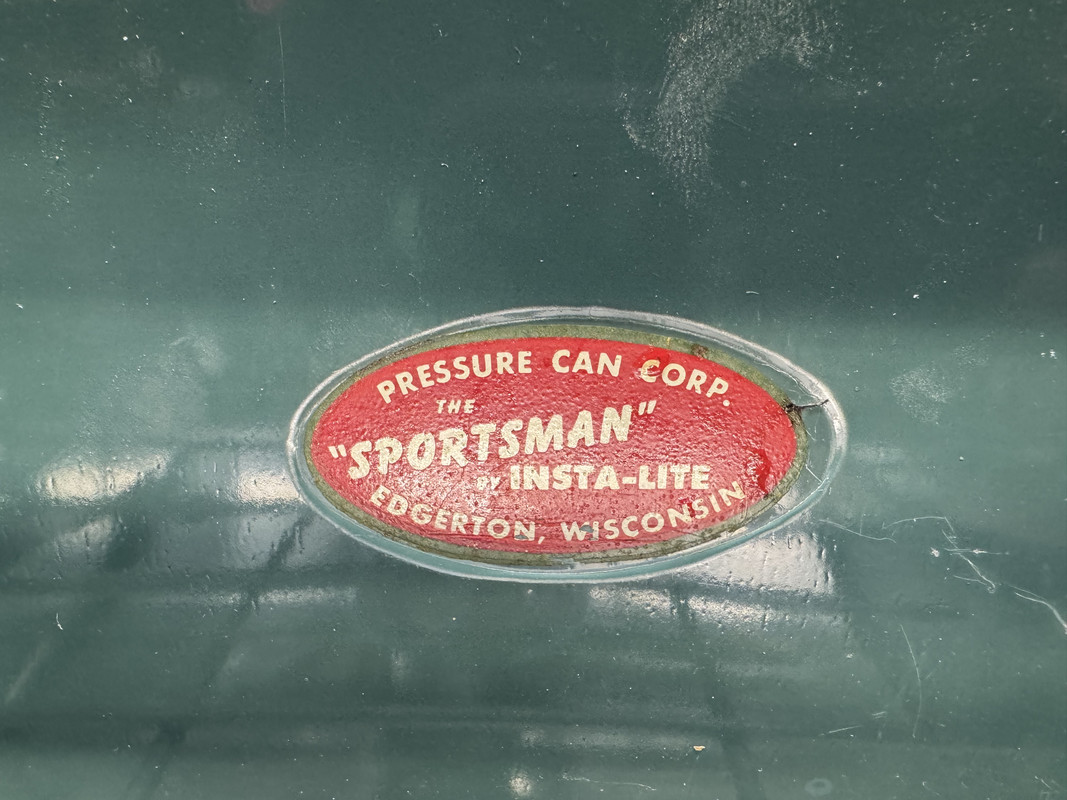 PRESSURE CAN CORP.
THE
"SPORTSMAN"
BY INSTA-LITE
EDGERTON, WISCONSIN